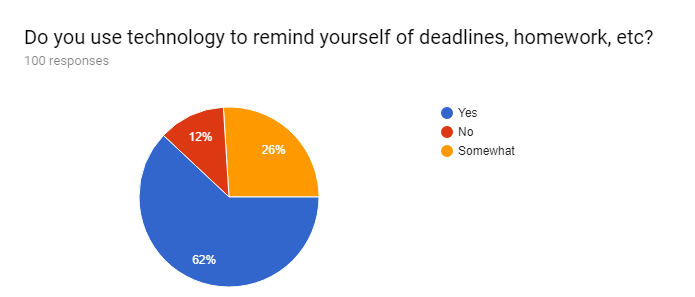 Do you use technology to remind yourself of deadlines, homework, etc?
100 responses
12%
26%
62%
Yes
No
Somewhat